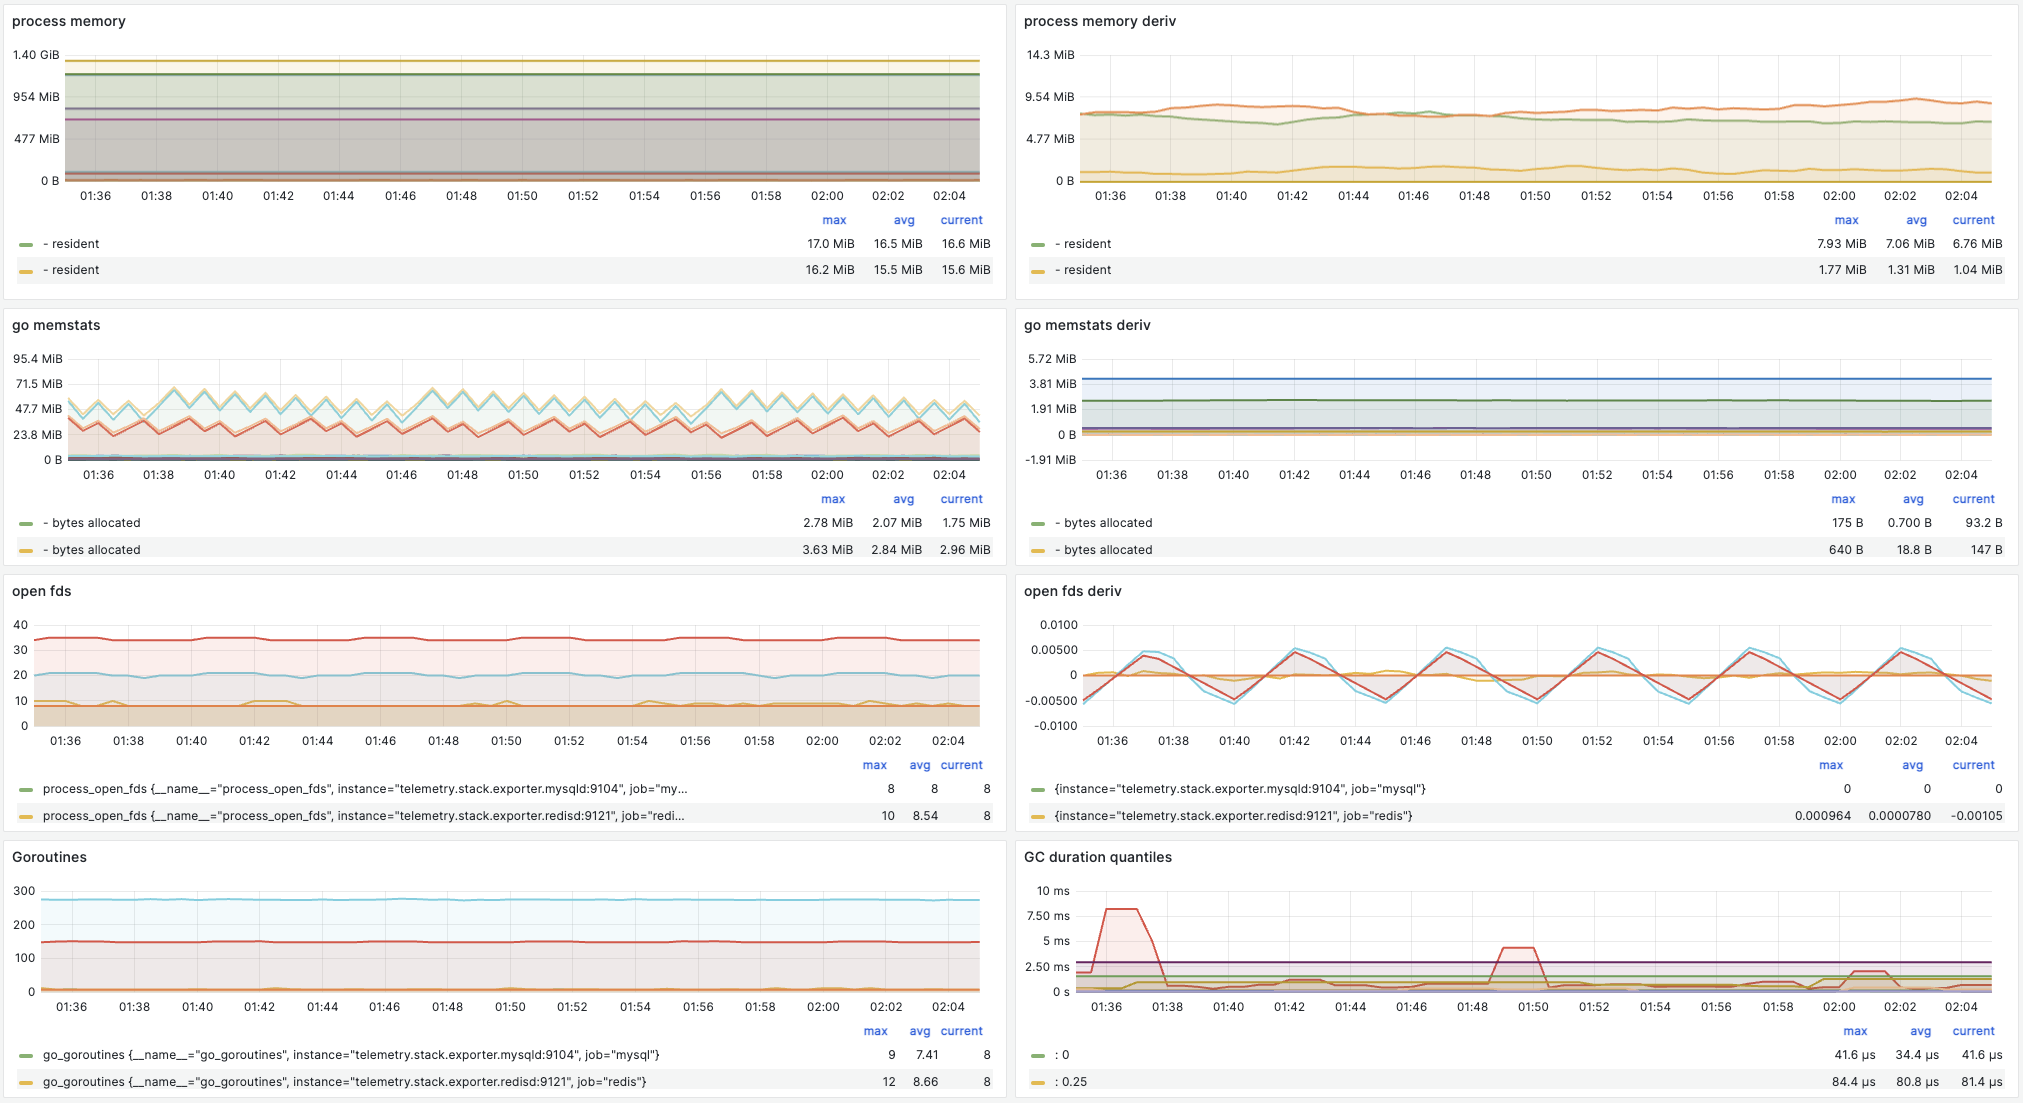 process memory
1.40 GiB
954 MiB
477 MiB
0 B
01:36 01:38 01:40 01:42 01:44 01:46 01:48 01:50 01:52 01:54 01:56 01:58 02:00 02:02 02:04
max avg current
- resident 17.0 MiB 16.5 MiB 16.6 MiB
- resident 16.2 MiB 15.5 MiB 15.6 MiB
process memory deriv
14.3 MiB
9.54 MiB
4.77 MiB
0 B
01:36 01:38 01:40 01:42 01:44 01:46 01:48 01:50 01:52 01:54 01:56 01:58 02:00 02:02 02:04
max avg current
- resident 7.93 MiB 7.06 MiB 6.76 MiB
- resident 1.77 MiB 1.31 MiB 1.04 MiB
go memstats
95.4 MiB
71.5 MiB
47.7 MiB
23.8 MiB
0 B
01:36 01:38 01:40 01:42 01:44 01:46 01:48 01:50 01:52 01:54 01:56 01:58 02:00 02:02 02:04
max avg current
- bytes allocated 2.78 MiB 2.07 MiB 1.75 MiB
- bytes allocated 3.63 MiB 2.84 MiB 2.96 MiB
go memstats deriv
5.72 MiB
3.81 MiB
1.91 MiB
0 B
-1.91 MiB
01:36 01:38 01:40 01:42 01:44 01:46 01:48 01:50 01:52 01:54 01:56 01:58 02:00 02:02 02:04
max avg current
- bytes allocated 175 B 0.700 B 93.2 B
- bytes allocated 640 B 18.8 B 147 B
open fds
40
30
20
10
0
01:36 01:38 01:40 01:42 01:44 01:46 01:48 01:50 01:52 01:54 01:56 01:58 02:00 02:02 02:04
max avg current
process_open_fds {__name__="process_open_fds", instance="telemetry.stack.exporter.mysqld:9104", job="my... 8 8 8
process_open_fds {__name__="process_open_fds", instance="telemetry.stack.exporter.redisd:9121", job="redi... 10 8.54 8
open fds deriv
0.0100
0.00500
0
-0.00500
-0.0100
01:36 01:38 01:40 01:42 01:44 01:46 01:48 01:50 01:52 01:54 01:56 01:58 02:00 02:02 02:04
max avg current
{instance="telemetry.stack.exporter.mysqld:9104", job="mysql"} 0 0 0
{instance="telemetry.stack.exporter.redisd:9121", job="redis"} 0.000964 0.0000780 -0.00105
Goroutines
300
200
100
0
01:36 01:38 01:40 01:42 01:44 01:46 01:48 01:50 01:52 01:54 01:56 01:58 02:00 02:02 02:04
max avg current
go_goroutines {__name__="go_goroutines", instance="telemetry.stack.exporter.mysqld:9104", job="mysql"} 9 7.41 8
go_goroutines {__name__="go_goroutines", instance="telemetry.stack.exporter.redisd:9121", job="redis"} 12 8.66 8
GC duration quantiles
10 ms
7.50 ms
5 ms
2.50 ms
0 s
01:36 01:38 01:40 01:42 01:44 01:46 01:48 01:50 01:52 01:54 01:56 01:58 02:00 02:02 02:04
max avg current
: 0 41.6 µs 34.4 µs 41.6 µs
: 0.25 84.4 µs 80.8 µs 81.4 µs